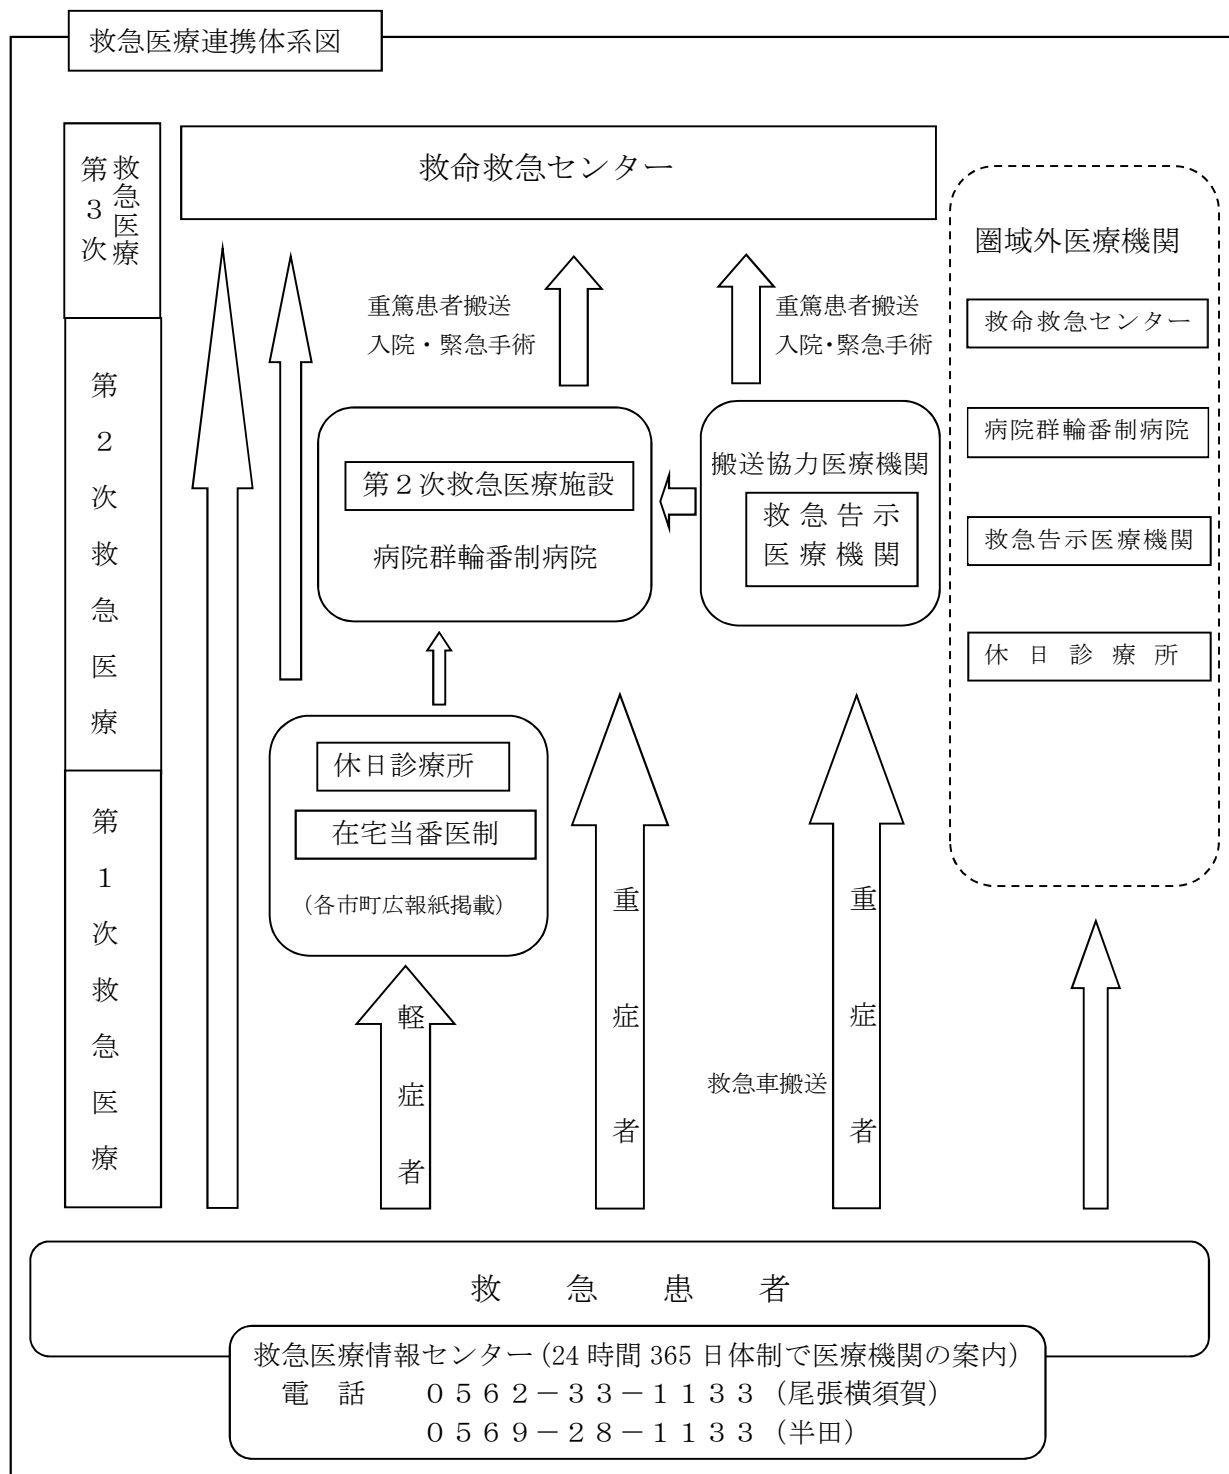 救急医療連携体系図
第３次
救急医療
第２次救急医療
第１次救急医療
救命救急センター
重篤患者搬送
入院・緊急手術
重篤患者搬送
入院・緊急手術
第２次救急医療施設
病院群輪番制病院
搬送協力医療機関
救急告示
医療機関
休日診療所
在宅当番医制
（各市町広報紙掲載）
軽症者
重症者
救急車搬送
重症者
圏域外医療機関
救命救急センター
病院群輪番制病院
救急告示医療機関
休日診療所
救急患者
救急医療情報センター（24 時間 365 日体制で医療機関の案内）
電　話　　０５６２－３３－１１３３（尾張横須賀）
０５６９－２８－１１３３（半田）